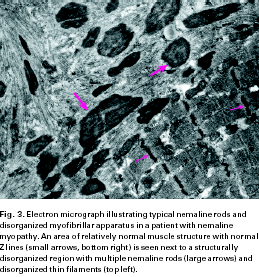 Fig. 3. Electron micrograph illustrating typical nemaline rods and
disorganized myofibrillar apparatus in a patient with nemaline
myopathy. An area of relatively normal muscle structure with normal
Z lines (small arrows, bottom right) is seen next to a structurally
disorganized region with multiple nemaline rods (large arrows) and
disorganized thin filaments (top left).